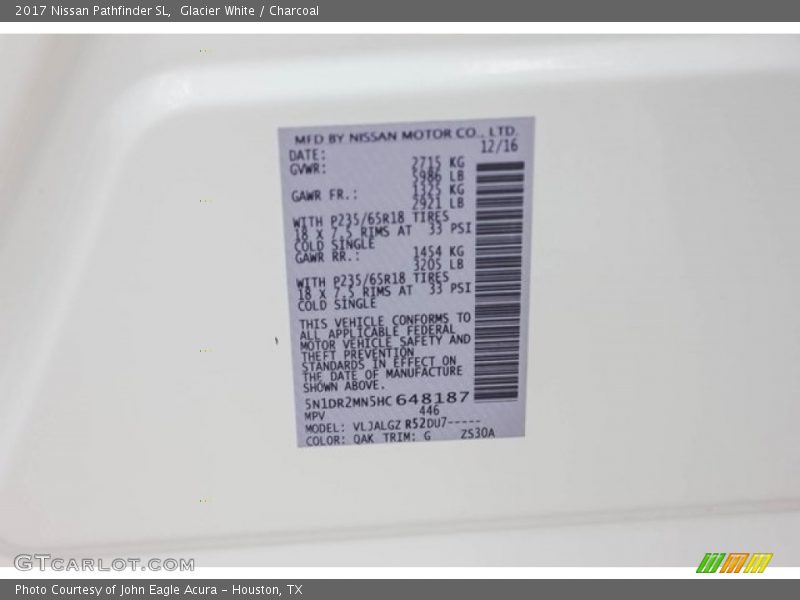 2017 Nissan Pathfinder SL,  Glacier White / Charcoal
MFD BY NISSAN MOTOR CO., LTD.
DATE: 12/16
GVWR: 2715 KG
5986 LB
GAWR FR.: 1325 KG
2921 LB
WITH P235/65R18 TIRES
18 X 7.5 RIMS AT 33 PSI
COLD SINGLE
GAWR RR.: 1454 KG
3205 LB
WITH P235/65R18 TIRES
18 X 7.5 RIMS AT 33 PSI
COLD SINGLE
THIS VEHICLE CONFORMS TO
ALL APPLICABLE FEDERAL
MOTOR VEHICLE SAFETY AND
THEFT PREVENTION
STANDARDS IN EFFECT ON
THE DATE OF MANUFACTURE
SHOWN ABOVE.
5N1DR2MN5HC648187
MPV 446
MODEL: VLJALGZ R52DU7-----
COLOR: QAK TRIM: G ZS30A
GTCARLOT.COM
Photo Courtesy of John Eagle Acura - Houston, TX